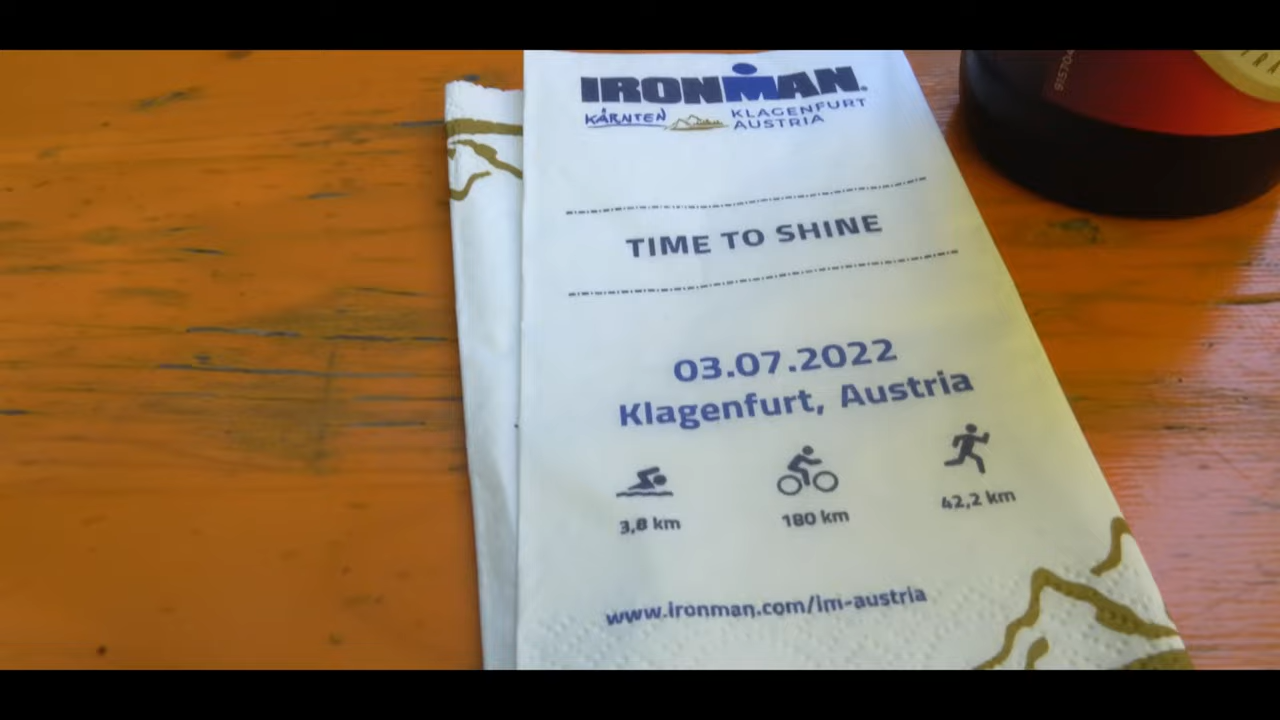 IRONMAN
KÄRNTEN
KLAGENFURT
AUSTRIA
TIME TO SHINE
03.07.2022
Klagenfurt, Austria
3,8 km
180 km
42,2 km
www.ironman.com/im-austria